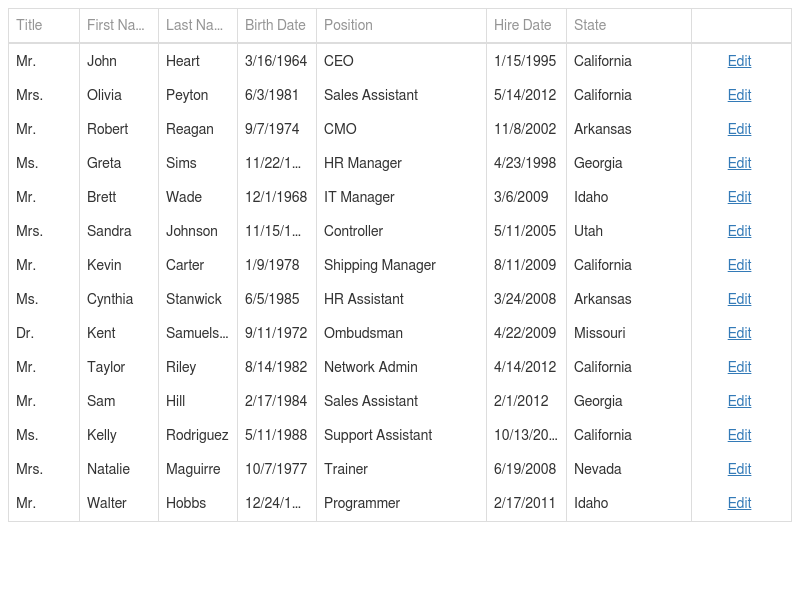 Title First Na... Last Na... Birth Date Position Hire Date State
Mr. John Heart 3/16/1964 CEO 1/15/1995 California Edit
Mrs. Olivia Peyton 6/3/1981 Sales Assistant 5/14/2012 California Edit
Mr. Robert Reagan 9/7/1974 CMO 11/8/2002 Arkansas Edit
Ms. Greta Sims 11/22/1... HR Manager 4/23/1998 Georgia Edit
Mr. Brett Wade 12/1/1968 IT Manager 3/6/2009 Idaho Edit
Mrs. Sandra Johnson 11/15/1... Controller 5/11/2005 Utah Edit
Mr. Kevin Carter 1/9/1978 Shipping Manager 8/11/2009 California Edit
Ms. Cynthia Stanwick 6/5/1985 HR Assistant 3/24/2008 Arkansas Edit
Dr. Kent Samuels... 9/11/1972 Ombudsman 4/22/2009 Missouri Edit
Mr. Taylor Riley 8/14/1982 Network Admin 4/14/2012 California Edit
Mr. Sam Hill 2/17/1984 Sales Assistant 2/1/2012 Georgia Edit
Ms. Kelly Rodriguez 5/11/1988 Support Assistant 10/13/20... California Edit
Mrs. Natalie Maguirre 10/7/1977 Trainer 6/19/2008 Nevada Edit
Mr. Walter Hobbs 12/24/1... Programmer 2/17/2011 Idaho Edit